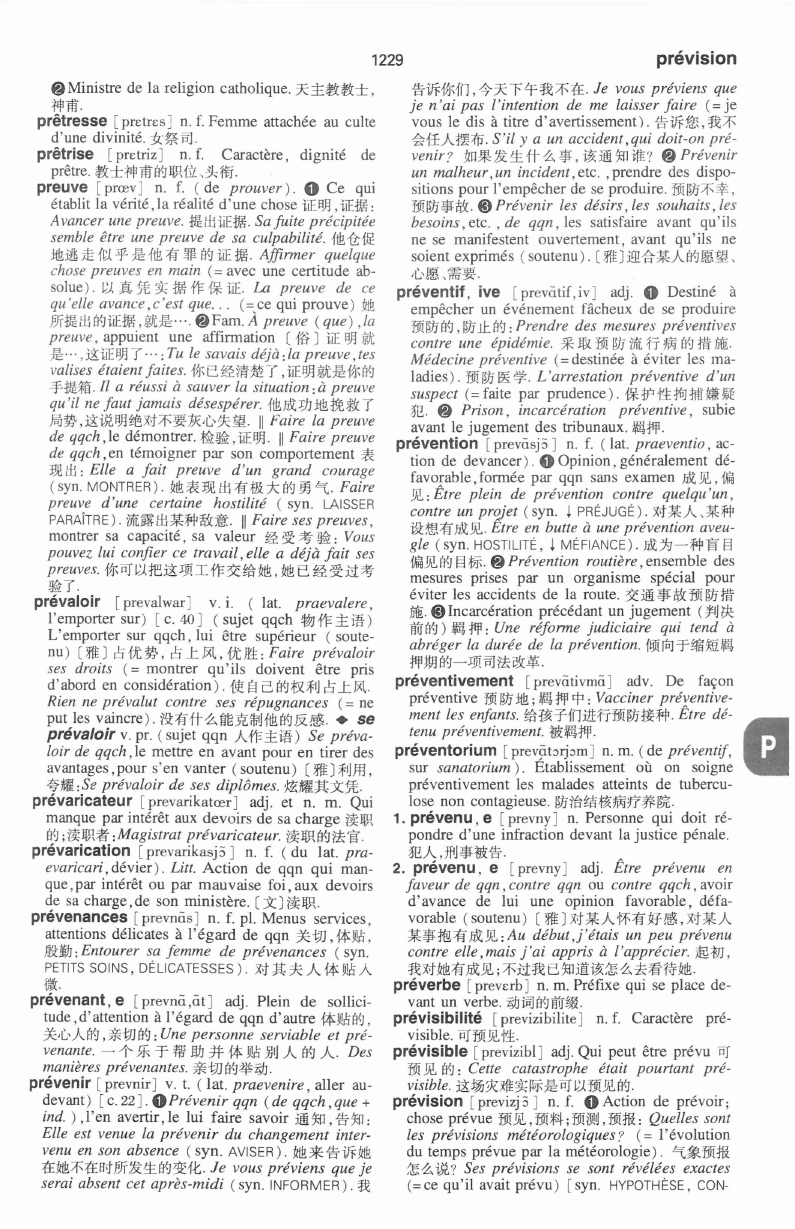 1229
prévision
❷Ministre de la religion catholique. 天主教教士,
神甫.
prêtresse [pretrɛs] n. f. Femme attachée au culte
d'une divinité. 女祭司.
prêtrise [pretriz] n. f. Caractère, dignité de
prêtre. 教士神甫的职位、头衔.
preuve [prœv] n. f. (de prouver). ❶ Ce qui
établit la vérité,la réalité d'une chose 证明,证据:
Avancer une preuve. 提出证据. Sa fuite précipitée
semble être une preuve de sa culpabilité. 他仓促
地逃走似乎是他有罪的证据. Affirmer quelque
chose preuves en main (= avec une certitude ab-
solue). 以真凭实据作保证. La preuve de ce
qu'elle avance,c'est que... (= ce qui prouve) 她
所提出的证据,就是…. ❷Fam. À preuve (que),la
preuve, appuient une affirmation [俗] 证明就
是…,这证明了…: Tu le savais déjà:la preuve,tes
valises étaient faites. 你已经清楚了,证明就是你的
手提箱. Il a réussi à sauver la situation:à preuve
qu'il ne faut jamais désespérer. 他成功地挽救了
局势,这说明绝对不要灰心失望. ‖ Faire la preuve
de qqch,le démontrer. 检验,证明. ‖ Faire preuve
de qqch,en témoigner par son comportement 表
现出: Elle a fait preuve d'un grand courage
(syn. MONTRER). 她表现出有极大的勇气. Faire
preuve d'une certaine hostilité (syn. LAISSER
PARAÎTRE). 流露出某种敌意. ‖ Faire ses preuves,
montrer sa capacité, sa valeur 经受考验: Vous
pouvez lui confier ce travail,elle a déjà fait ses
preuves. 你可以把这项工作交给她,她已经受过考
验了.
prévaloir [prevalwar] v. i. (lat. praevalere,
l'emporter sur) [c. 40] (sujet qqch 物作主语)
L'emporter sur qqch, lui être supérieur (soute-
nu) [雅] 占优势,占上风,优胜: Faire prévaloir
ses droits (= montrer qu'ils doivent être pris
d'abord en considération). 使自己的权利占上风.
Rien ne prévalut contre ses répugnances (= ne
put les vaincre). 没有什么能克制他的反感. ◆ se
prévaloir v. pr. (sujet qqn 人作主语) Se préva-
loir de qqch,le mettre en avant pour en tirer des
avantages,pour s'en vanter (soutenu) [雅]利用,
夸耀:Se prévaloir de ses diplômes. 炫耀其文凭.
prévaricateur [prevarikatœr] adj. et n. m. Qui
manque par intérêt aux devoirs de sa charge 渎职
的;渎职者:Magistrat prévaricateur. 渎职的法官.
prévarication [prevarikasjɔ̃] n. f. (du lat. pra-
evaricari,dévier). Litt. Action de qqn qui man-
que,par intérêt ou par mauvaise foi,aux devoirs
de sa charge,de son ministère. [文]渎职.
prévenances [prevnɑ̃s] n. f. pl. Menus services,
attentions délicates à l'égard de qqn 关切,体贴,
殷勤: Entourer sa femme de prévenances (syn.
PETITS SOINS, DÉLICATESSES). 对其夫人体贴入
微.
prévenant, e [prevnɑ̃,ɑ̃t] adj. Plein de sollici-
tude,d'attention à l'égard de qqn d'autre 体贴的,
关心人的,亲切的:Une personne serviable et pré-
venante. 一个乐于帮助并体贴别人的人. Des
manières prévenantes. 亲切的举动.
prévenir [prevnir] v. t. (lat. praevenire, aller au-
devant) [c. 22]. ❶Prévenir qqn (de qqch,que +
ind.),l'en avertir,le lui faire savoir 通知,告知:
Elle est venue la prévenir du changement inter-
venu en son absence (syn. AVISER). 她来告诉她
在她不在时所发生的变化. Je vous préviens que je
serai absent cet après-midi (syn. INFORMER). 我
告诉你们,今天下午我不在. Je vous préviens que
je n'ai pas l'intention de me laisser faire (=je
vous le dis à titre d'avertissement). 告诉您,我不
会任人摆布. S'il y a un accident,qui doit-on pré-
venir? 如果发生什么事,该通知谁? ❷ Prévenir
un malheur,un incident,etc. ,prendre des dispo-
sitions pour l'empêcher de se produire. 预防不幸,
预防事故. ❸Prévenir les désirs,les souhaits,les
besoins,etc. , de qqn, les satisfaire avant qu'ils
ne se manifestent ouvertement, avant qu'ils ne
soient exprimés (soutenu). [雅]迎合某人的愿望、
心愿、需要.
préventif, ive [prevɑ̃tif,iv] adj. ❶ Destiné à
empêcher un événement fâcheux de se produire
预防的,防止的:Prendre des mesures préventives
contre une épidémie. 采取预防流行病的措施.
Médecine préventive (=destinée à éviter les ma-
ladies). 预防医学. L'arrestation préventive d'un
suspect (= faite par prudence). 保护性拘捕嫌疑
犯. ❷ Prison, incarcération préventive, subie
avant le jugement des tribunaux. 羁押.
prévention [prevɑ̃sjɔ̃] n. f. (lat. praeventio, ac-
tion de devancer). ❶Opinion,généralement dé-
favorable,formée par qqn sans examen 成见,偏
见:Être plein de prévention contre quelqu'un,
contre un projet (syn. ↓ PRÉJUGÉ). 对某人、某种
设想有成见. Être en butte à une prévention aveu-
gle (syn. HOSTILITÉ, ↓ MÉFIANCE). 成为一种盲目
偏见的目标. ❷Prévention routière,ensemble des
mesures prises par un organisme spécial pour
éviter les accidents de la route. 交通事故预防措
施. ❸Incarcération précédant un jugement (判决
前的) 羁押: Une réforme judiciaire qui tend à
abréger la durée de la prévention. 倾向于缩短羁
押期的一项司法改革.
préventivement [prevɑ̃tivmɑ̃] adv. De façon
préventive 预防地;羁押中: Vacciner préventive-
ment les enfants. 给孩子们进行预防接种. Être dé-
tenu préventivement. 被羁押.
préventorium [prevɑ̃tɔrjɔm] n. m. (de préventif,
sur sanatorium). Établissement où on soigne
préventivement les malades atteints de tubercu-
lose non contagieuse. 防治结核病疗养院.
1. prévenu, e [prevny] n. Personne qui doit ré-
pondre d'une infraction devant la justice pénale.
犯人,刑事被告.
2. prévenu, e [prevny] adj. Être prévenu en
faveur de qqn,contre qqn ou contre qqch,avoir
d'avance de lui une opinion favorable, défa-
vorable (soutenu) [雅]对某人怀有好感,对某人
某事抱有成见:Au début,j'étais un peu prévenu
contre elle,mais j'ai appris à l'apprécier. 起初,
我对她有成见;不过我已知道该怎么去看待她.
préverbe [prevɛrb] n. m. Préfixe qui se place de-
vant un verbe. 动词的前缀.
prévisibilité [previzibilite] n. f. Caractère pré-
visible. 可预见性.
prévisible [previzibl] adj. Qui peut être prévu 可
预见的: Cette catastrophe était pourtant pré-
visible. 这场灾难实际是可以预见的.
prévision [previzjɔ̃] n. f. ❶Action de prévoir;
chose prévue 预见,预料;预测,预报: Quelles sont
les prévisions météorologiques? (= l'évolution
du temps prévue par la météorologie). 气象预报
怎么说? Ses prévisions se sont révélées exactes
(=ce qu'il avait prévu) [syn. HYPOTHÈSE, CON-
P